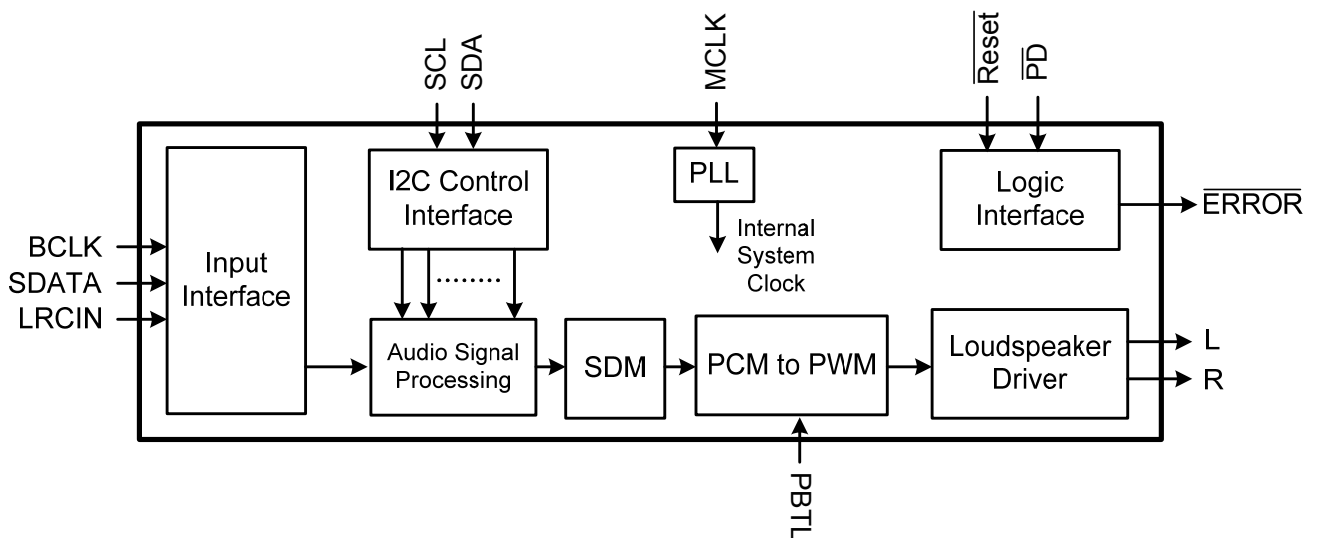 SCL
SDA
MCLK
Reset
PD
I2C Control
Interface
PLL
Logic
Interface
ERROR
Internal
System
Clock
BCLK
SDATA
LRCIN
Input
Interface
........
Audio Signal
Processing
SDM
PCM to PWM
Loudspeaker
Driver
L
R
PBTL